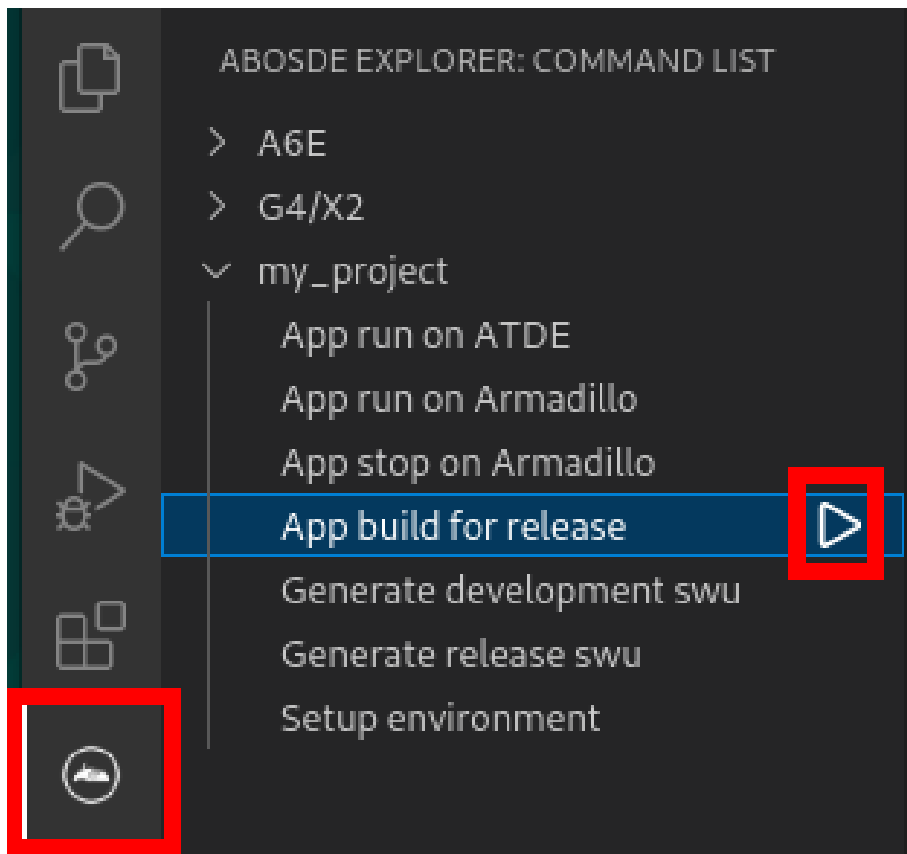 ABOSDE EXPLORER: COMMAND LIST
A6E
G4/X2
my_project
App run on ATDE
App run on Armadillo
App stop on Armadillo
App build for release
Generate development swu
Generate release swu
Setup environment